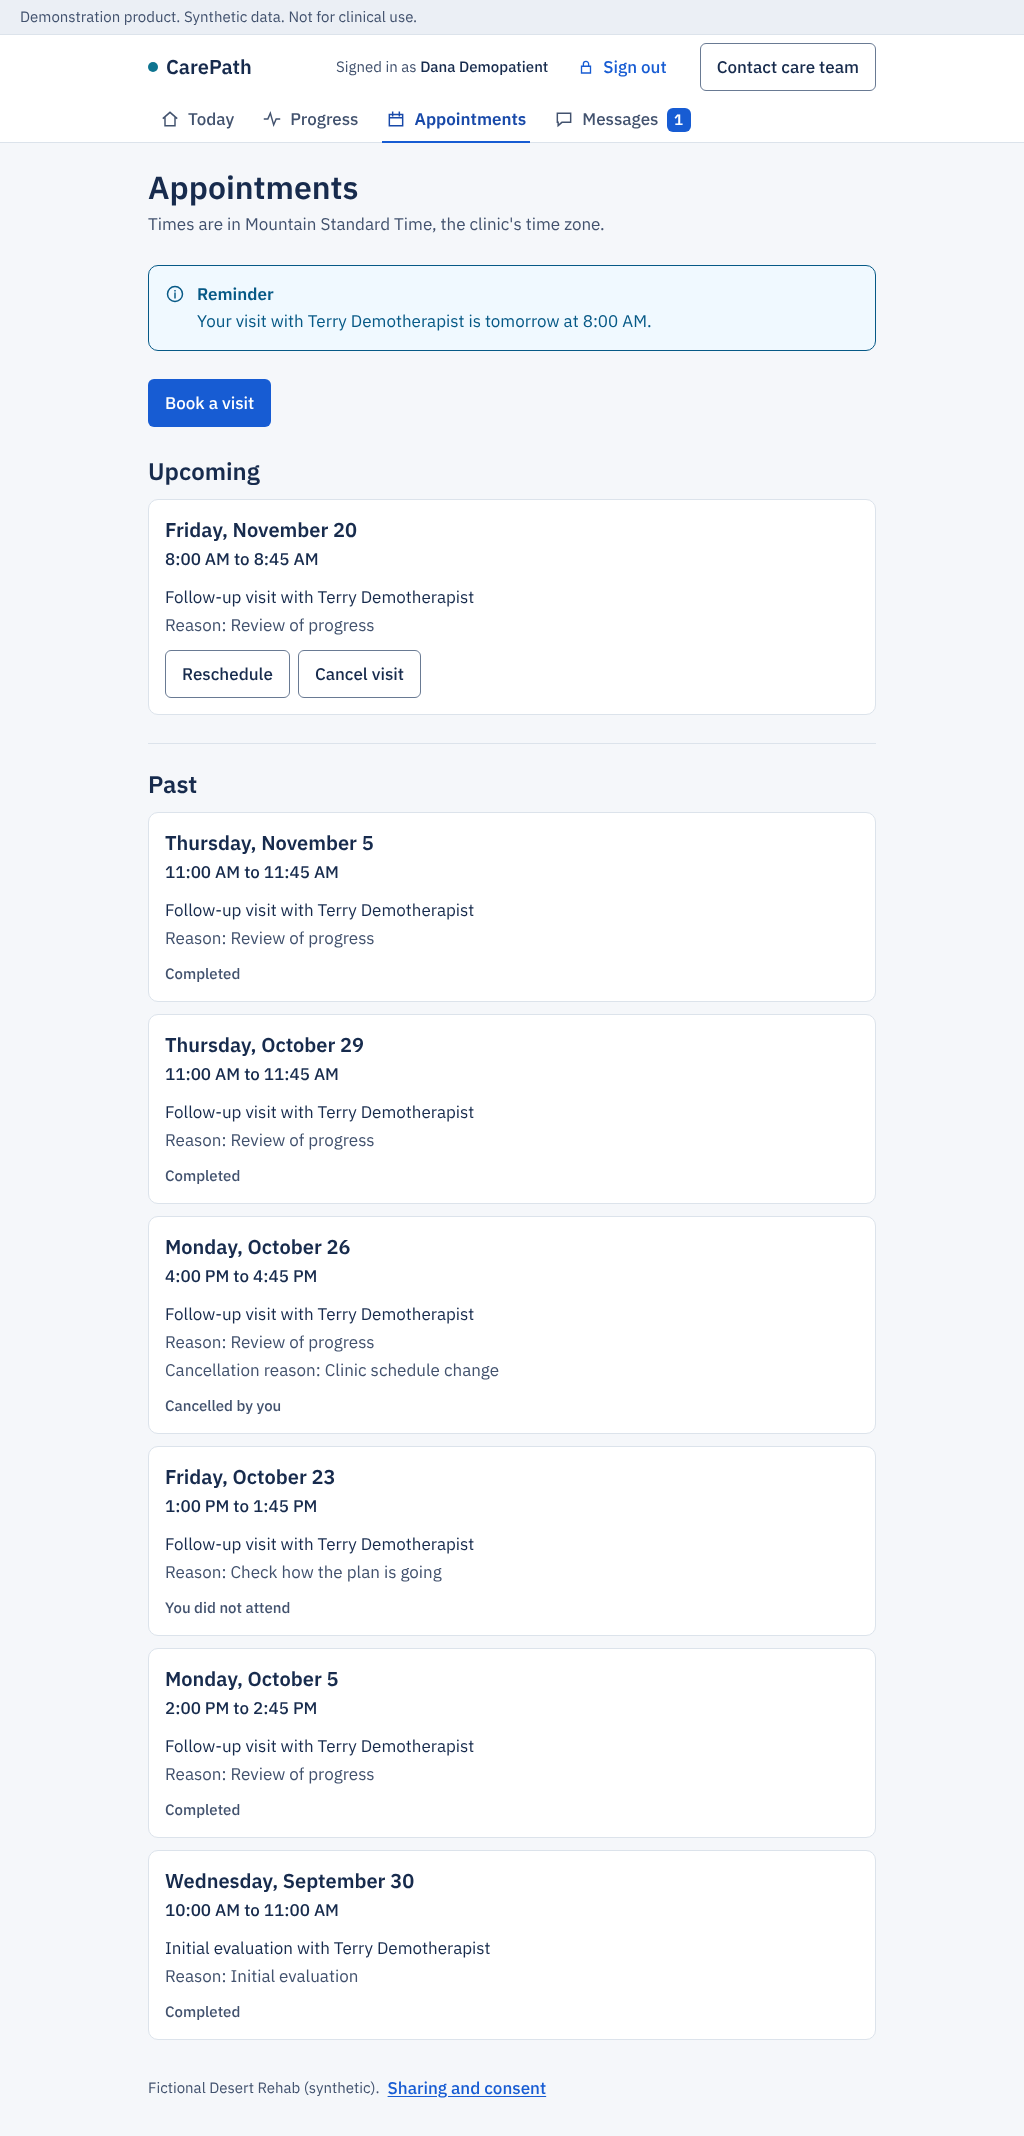 Demonstration product. Synthetic data. Not for clinical use.
CarePath
Signed in as Dana Demopatient
Sign out
Contact care team
Today
Progress
Appointments
Messages 1
Appointments
Times are in Mountain Standard Time, the clinic's time zone.
Reminder
Your visit with Terry Demotherapist is tomorrow at 8:00 AM.
Book a visit
Upcoming
Friday, November 20
8:00 AM to 8:45 AM
Follow-up visit with Terry Demotherapist
Reason: Review of progress
Reschedule
Cancel visit
Past
Thursday, November 5
11:00 AM to 11:45 AM
Follow-up visit with Terry Demotherapist
Reason: Review of progress
Completed
Thursday, October 29
11:00 AM to 11:45 AM
Follow-up visit with Terry Demotherapist
Reason: Review of progress
Completed
Monday, October 26
4:00 PM to 4:45 PM
Follow-up visit with Terry Demotherapist
Reason: Review of progress
Cancellation reason: Clinic schedule change
Cancelled by you
Friday, October 23
1:00 PM to 1:45 PM
Follow-up visit with Terry Demotherapist
Reason: Check how the plan is going
You did not attend
Monday, October 5
2:00 PM to 2:45 PM
Follow-up visit with Terry Demotherapist
Reason: Review of progress
Completed
Wednesday, September 30
10:00 AM to 11:00 AM
Initial evaluation with Terry Demotherapist
Reason: Initial evaluation
Completed
Fictional Desert Rehab (synthetic). Sharing and consent